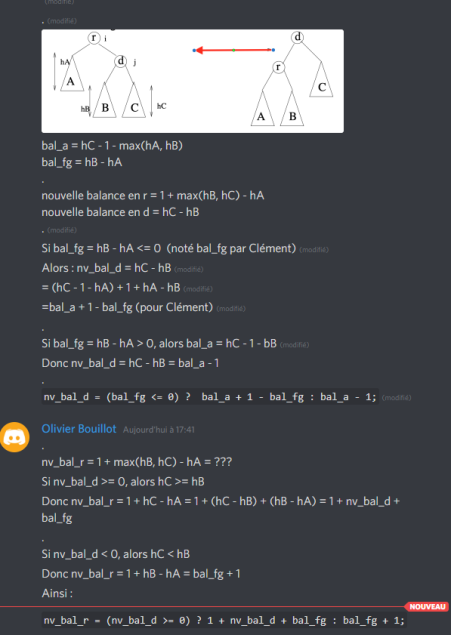 (modifié)
. (modifié)
r i
d
hA
d j
r
A
C
hB
B
C
hC
A
B
bal_a = hC - 1 - max(hA, hB)
bal_fg = hB - hA
.
nouvelle balance en r = 1 + max(hB, hC) - hA
nouvelle balance en d = hC - hB
. (modifié)
Si bal_fg = hB - hA <= 0 (noté bal_fg par Clément) (modifié)
Alors : nv_bal_d = hC - hB (modifié)
= (hC - 1 - hA) + 1 + hA - hB (modifié)
=bal_a + 1 - bal_fg (pour Clément) (modifié)
.
Si bal_fg = hB - hA > 0, alors bal_a = hC - 1 - bB (modifié)
Donc nv_bal_d = hC - hB = bal_a - 1
.
nv_bal_d = (bal_fg <= 0) ? bal_a + 1 - bal_fg : bal_a - 1; (modifié)
Olivier Bouillot Aujourd'hui à 17:41
.
nv_bal_r = 1 + max(hB, hC) - hA = ???
Si nv_bal_d >= 0, alors hC >= hB
Donc nv_bal_r = 1 + hC - hA = 1 + (hC - hB) + (hB - hA) = 1 + nv_bal_d +
bal_fg
.
Si nv_bal_d < 0, alors hC < hB
Donc nv_bal_r = 1 + hB - hA = bal_fg + 1
Ainsi :
NOUVEAU
nv_bal_r = (nv_bal_d >= 0) ? 1 + nv_bal_d + bal_fg : bal_fg + 1;